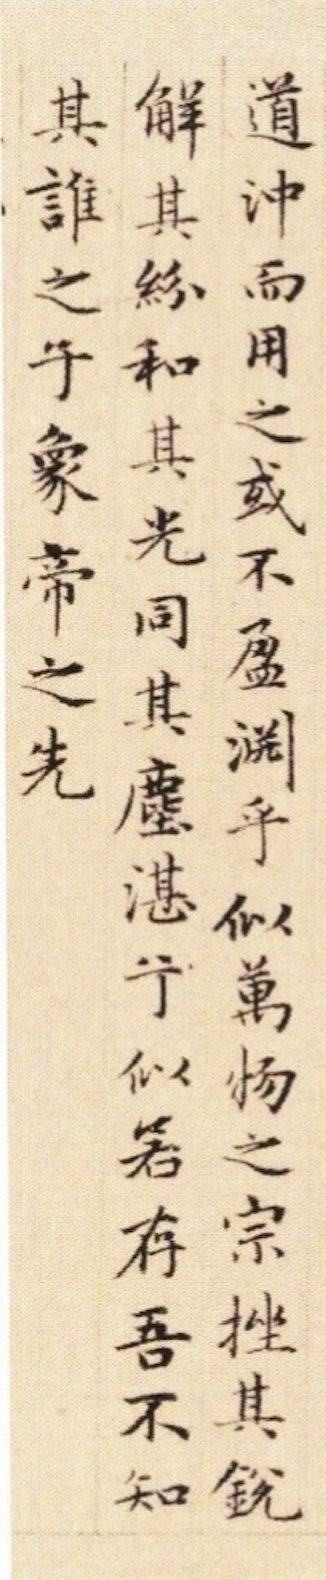 道沖而用之或不盈淵乎似萬物之宗挫其銳
解其紛和其光同其塵湛兮似若存吾不知
其誰之子象帝之先